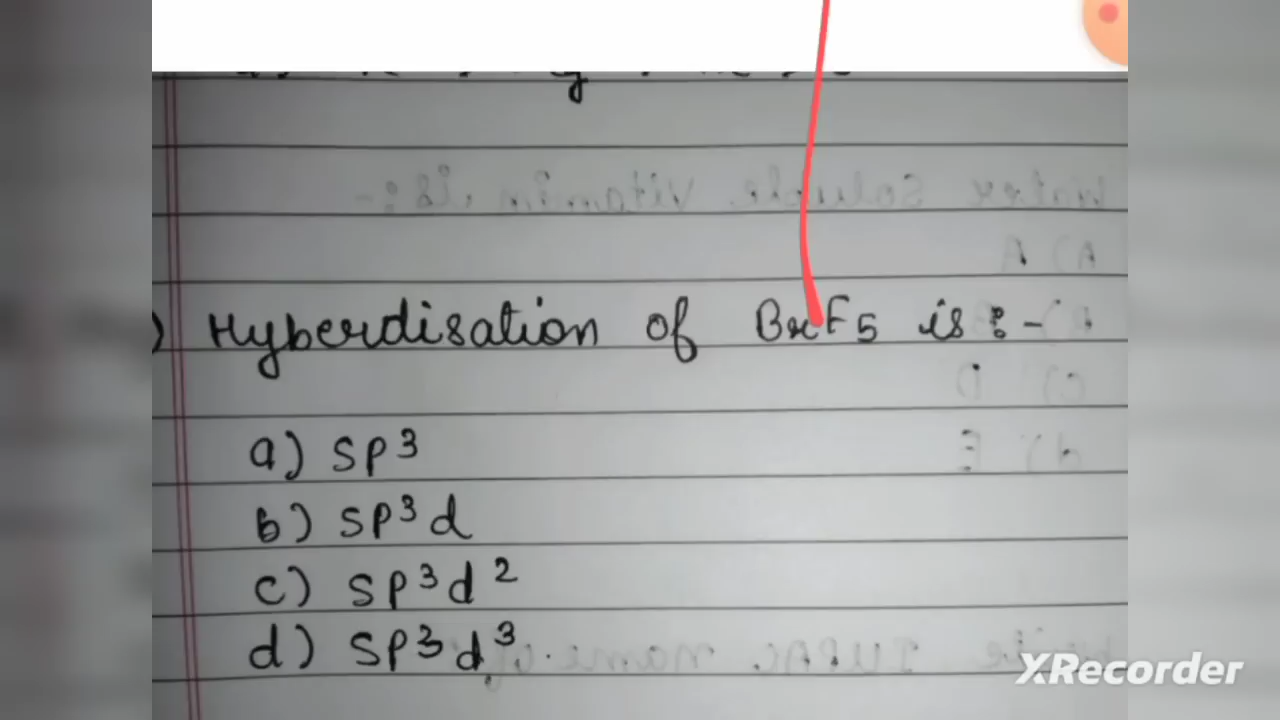 ) Hyberdisation of BrF5 is :-
a) SP3
b) SP3d
c) SP3d2
d) SP3d3.
XRecorder